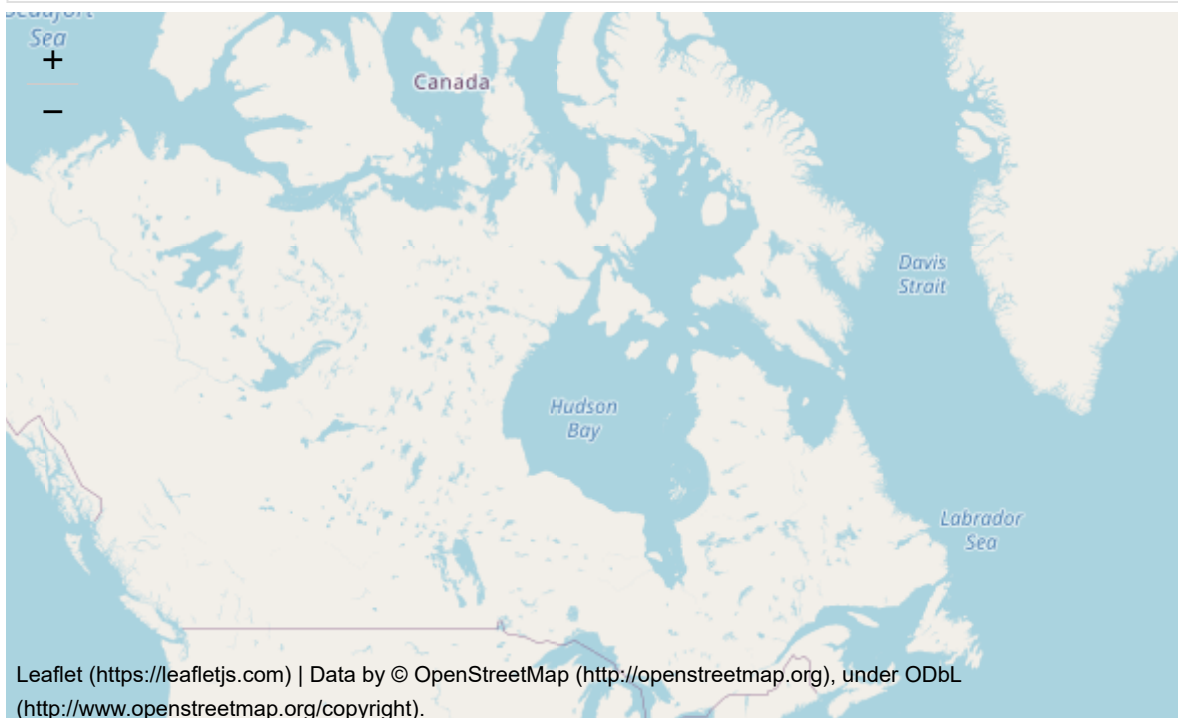 Beaufort
Sea
+
−
Canada
Davis
Strait
Hudson
Bay
Labrador
Sea
Leaflet (https://leafletjs.com) | Data by © OpenStreetMap (http://openstreetmap.org), under ODbL
(http://www.openstreetmap.org/copyright).